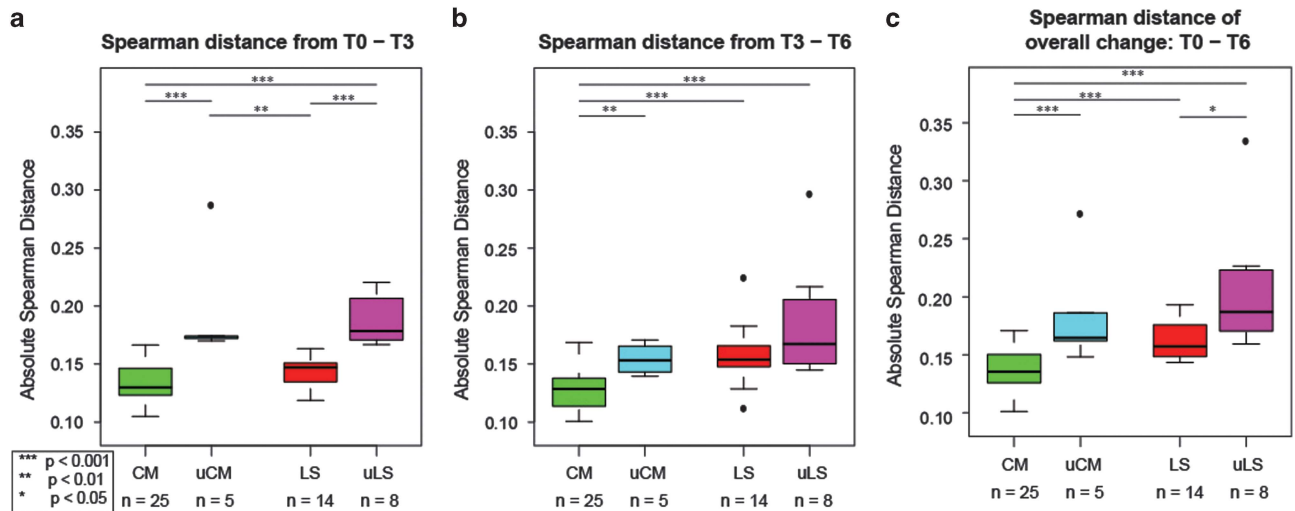 a
Spearman distance from T0 – T3
Absolute Spearman Distance
0.35
0.30
0.25
0.20
0.15
0.10
***
***
***
**
CM
uCM
LS
uLS
n = 25
n = 5
n = 14
n = 8
*** p < 0.001
** p < 0.01
* p < 0.05
b
Spearman distance from T3 – T6
Absolute Spearman Distance
0.35
0.30
0.25
0.20
0.15
0.10
***
***
**
CM
uCM
LS
uLS
n = 25
n = 5
n = 14
n = 8
c
Spearman distance of
overall change: T0 – T6
Absolute Spearman Distance
0.35
0.30
0.25
0.20
0.15
0.10
***
***
***
*
CM
uCM
LS
uLS
n = 25
n = 5
n = 14
n = 8